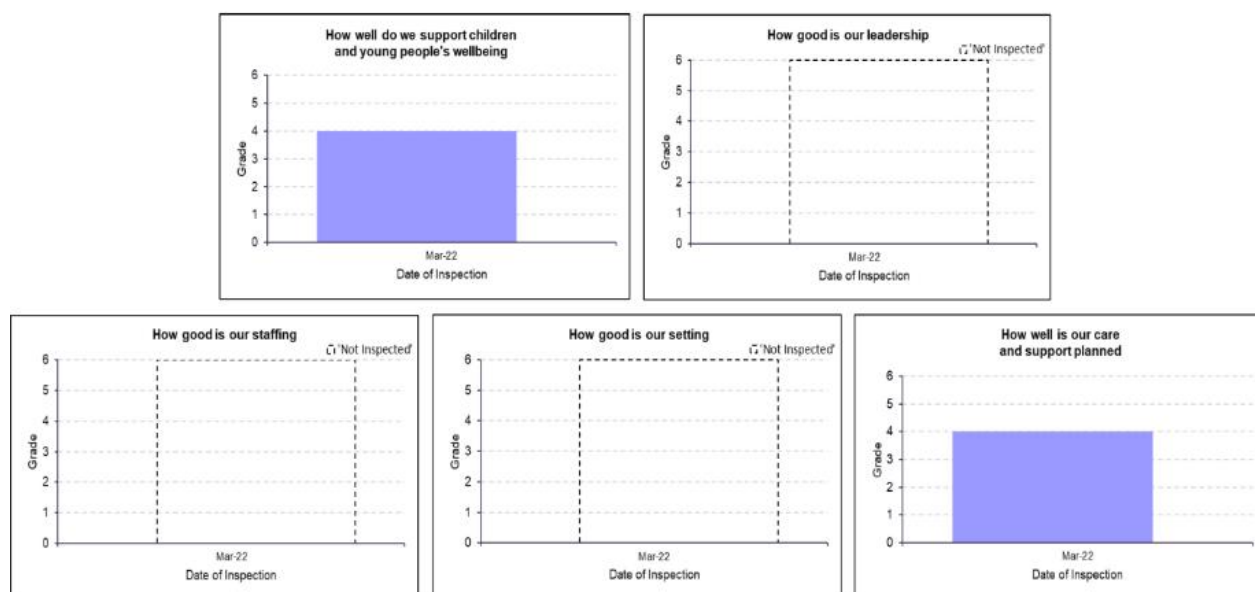 How well do we support children
and young people's wellbeing
6
5
4
3
2
1
0
Grade
Mar-22
Date of Inspection
How good is our leadership
'Not Inspected'
6
5
4
3
2
1
0
Grade
Mar-22
Date of Inspection
How good is our staffing
'Not Inspected'
6
5
4
3
2
1
0
Grade
Mar-22
Date of Inspection
How good is our setting
'Not Inspected'
6
5
4
3
2
1
0
Grade
Mar-22
Date of Inspection
How well is our care
and support planned
6
5
4
3
2
1
0
Grade
Mar-22
Date of Inspection